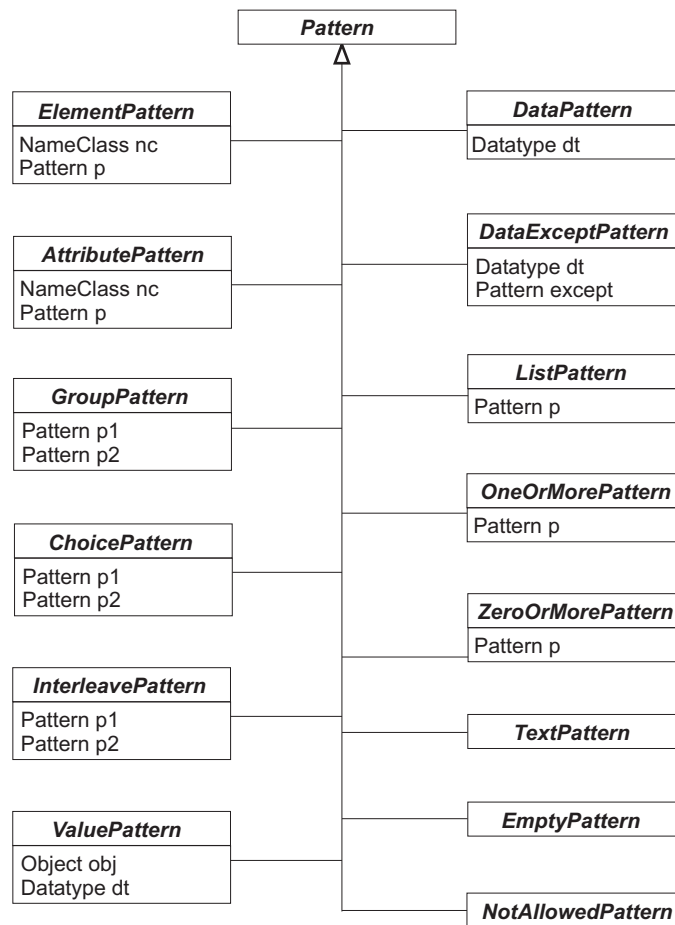 Pattern
ElementPattern
NameClass nc
Pattern p
AttributePattern
NameClass nc
Pattern p
GroupPattern
Pattern p1
Pattern p2
ChoicePattern
Pattern p1
Pattern p2
InterleavePattern
Pattern p1
Pattern p2
ValuePattern
Object obj
Datatype dt
DataPattern
Datatype dt
DataExceptPattern
Datatype dt
Pattern except
ListPattern
Pattern p
OneOrMorePattern
Pattern p
ZeroOrMorePattern
Pattern p
TextPattern
EmptyPattern
NotAllowedPattern